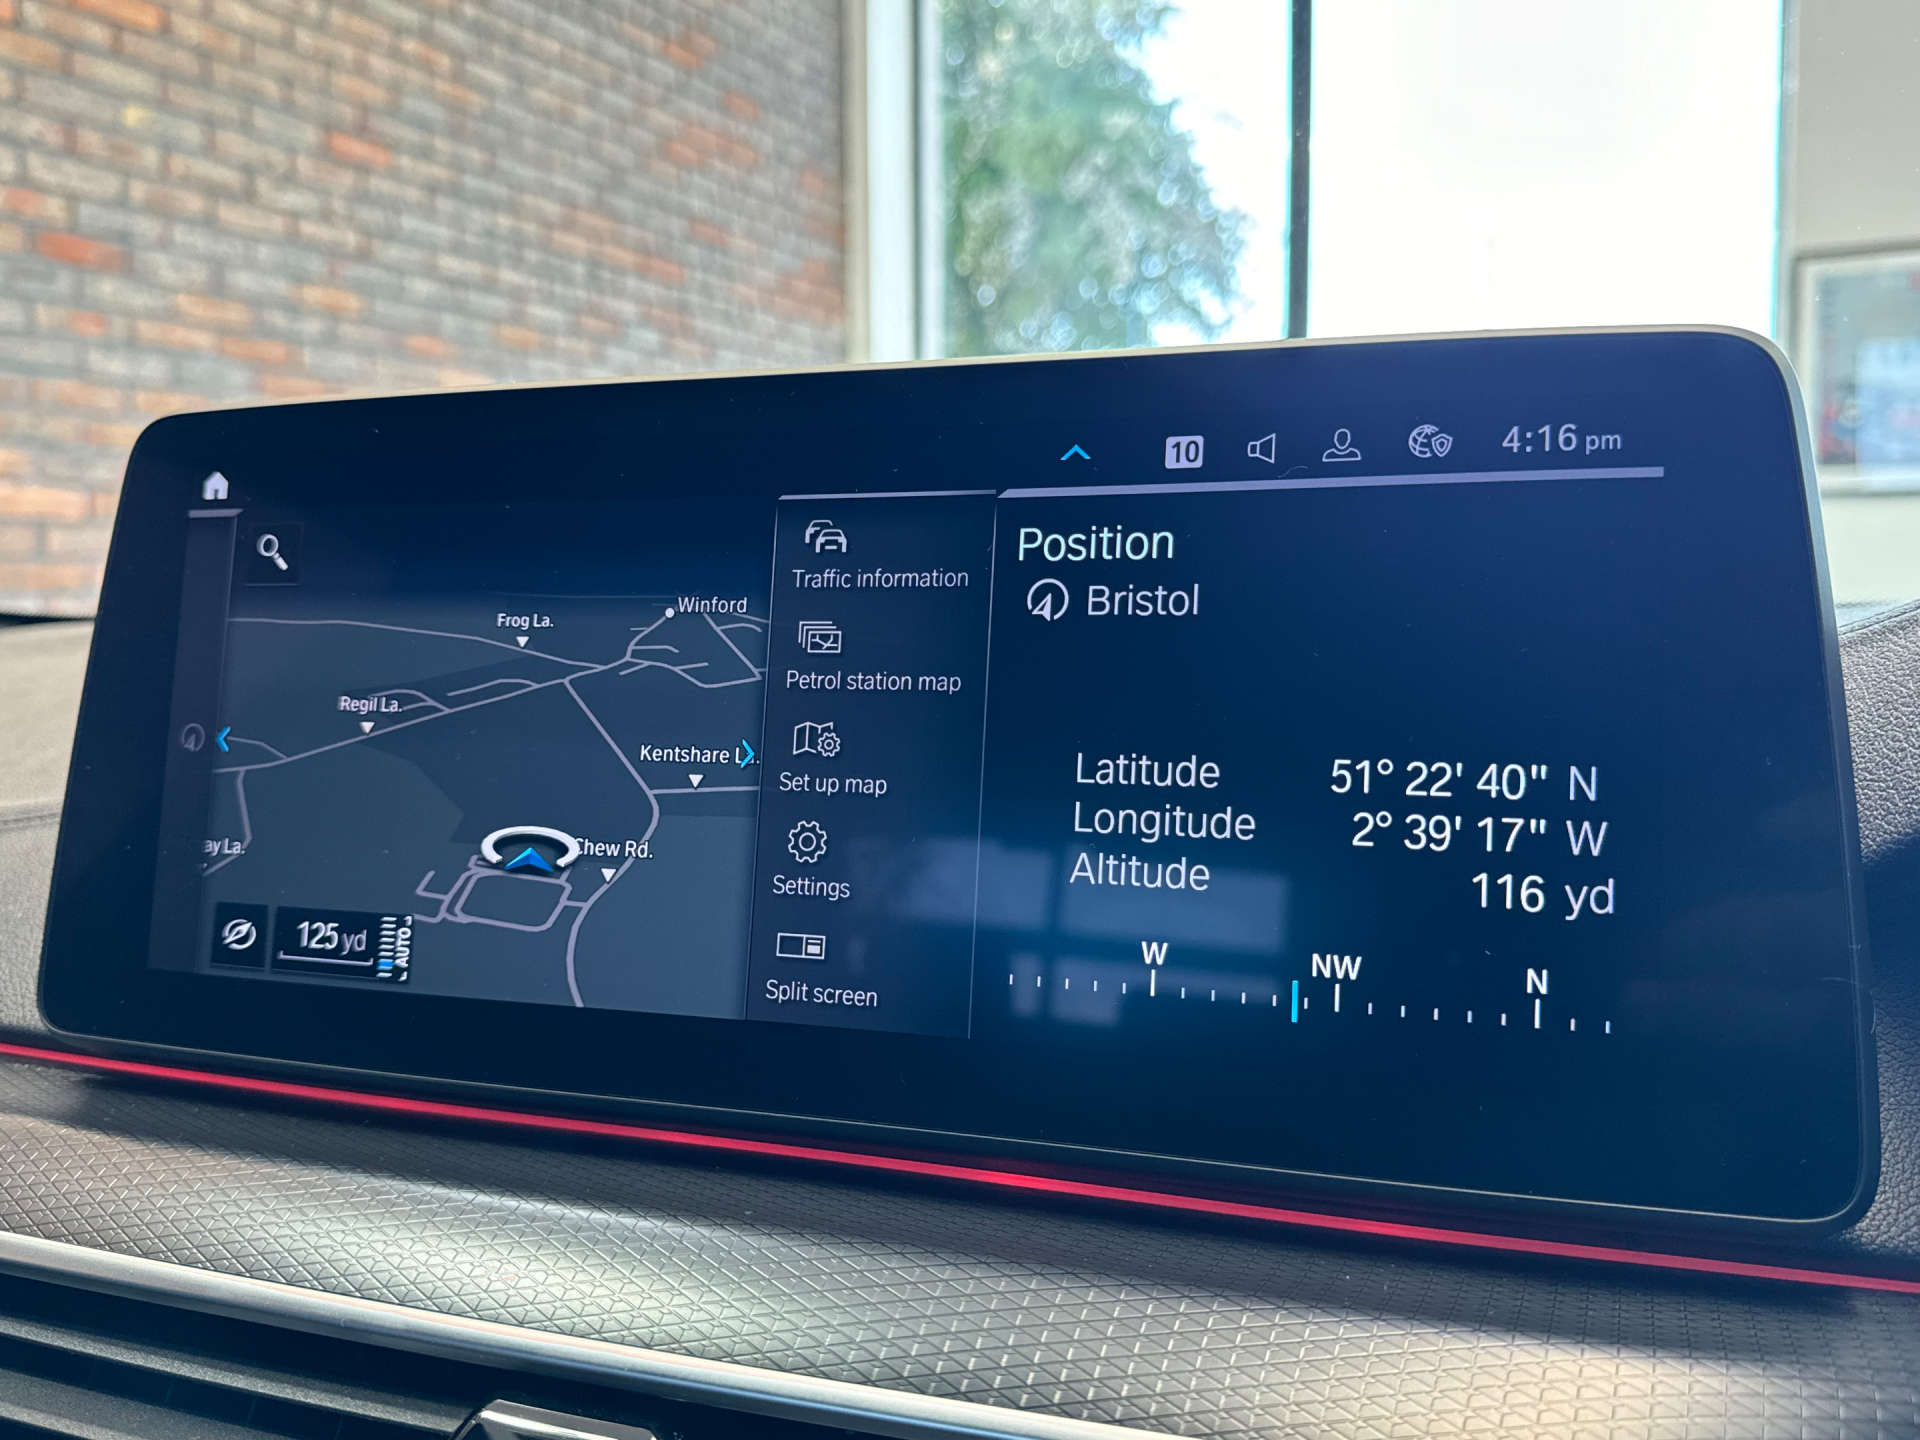 10
4:16 pm
Winford
Frog La.
Regil La.
Kentshare L
ay La.
Chew Rd.
125 yd
AUTO
Traffic information
Petrol station map
Set up map
Settings
Split screen
Position
Bristol
Latitude 51° 22' 40" N
Longitude 2° 39' 17" W
Altitude 116 yd
W NW N